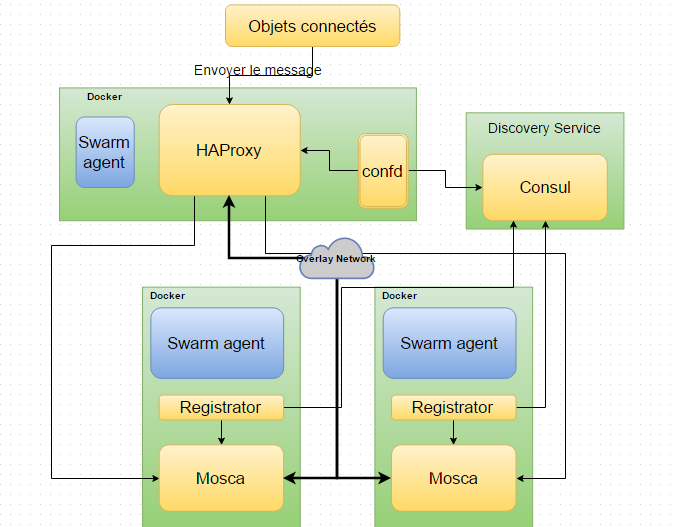 Objets connectés
Envoyer le message
Docker
Swarm
agent
HAProxy
confd
Discovery Service
Consul
Overlay Network
Docker
Swarm agent
Registrator
Mosca
Docker
Swarm agent
Registrator
Mosca